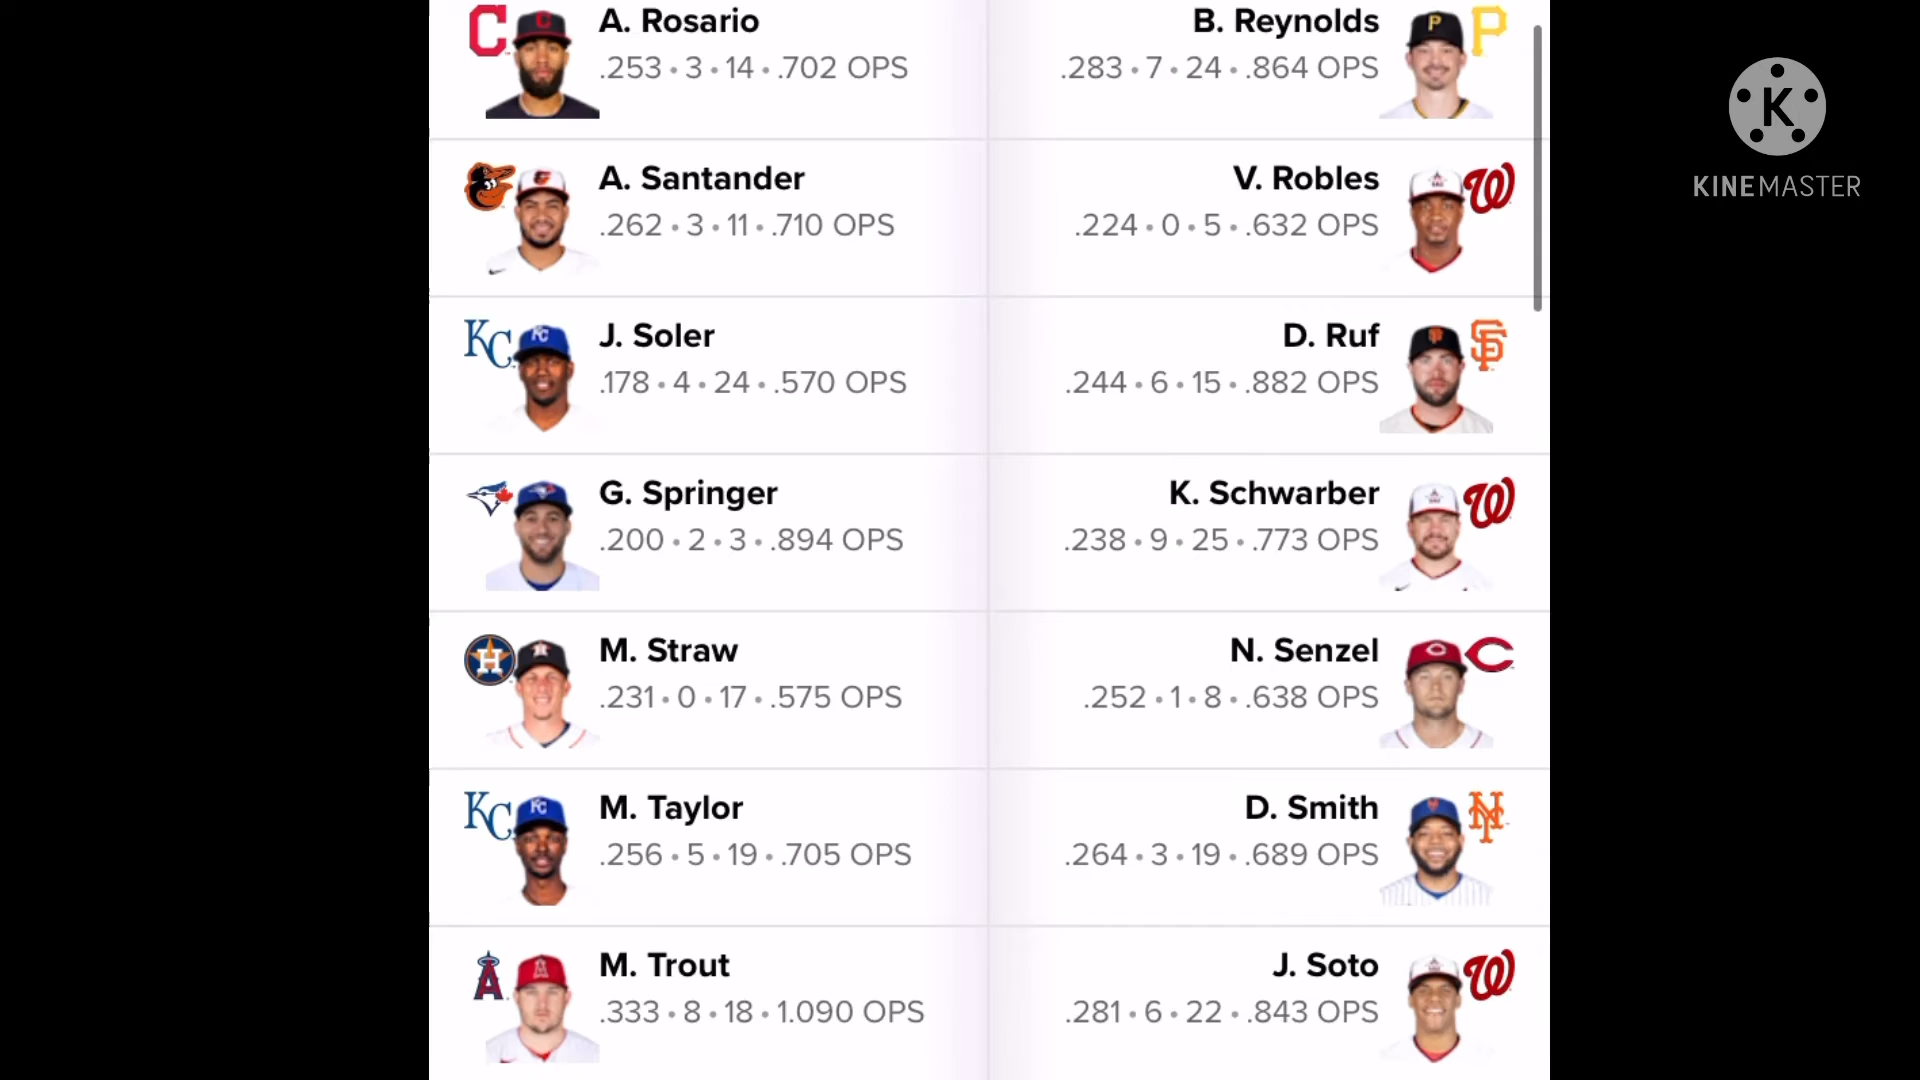 A. Rosario
.253 • 3 • 14 • .702 OPS
B. Reynolds
.283 • 7 • 24 • .864 OPS
A. Santander
.262 • 3 • 11 • .710 OPS
V. Robles
.224 • 0 • 5 • .632 OPS
J. Soler
.178 • 4 • 24 • .570 OPS
D. Ruf
.244 • 6 • 15 • .882 OPS
G. Springer
.200 • 2 • 3 • .894 OPS
K. Schwarber
.238 • 9 • 25 • .773 OPS
M. Straw
.231 • 0 • 17 • .575 OPS
N. Senzel
.252 • 1 • 8 • .638 OPS
M. Taylor
.256 • 5 • 19 • .705 OPS
D. Smith
.264 • 3 • 19 • .689 OPS
M. Trout
.333 • 8 • 18 • 1.090 OPS
J. Soto
.281 • 6 • 22 • .843 OPS
K
KINEMASTER